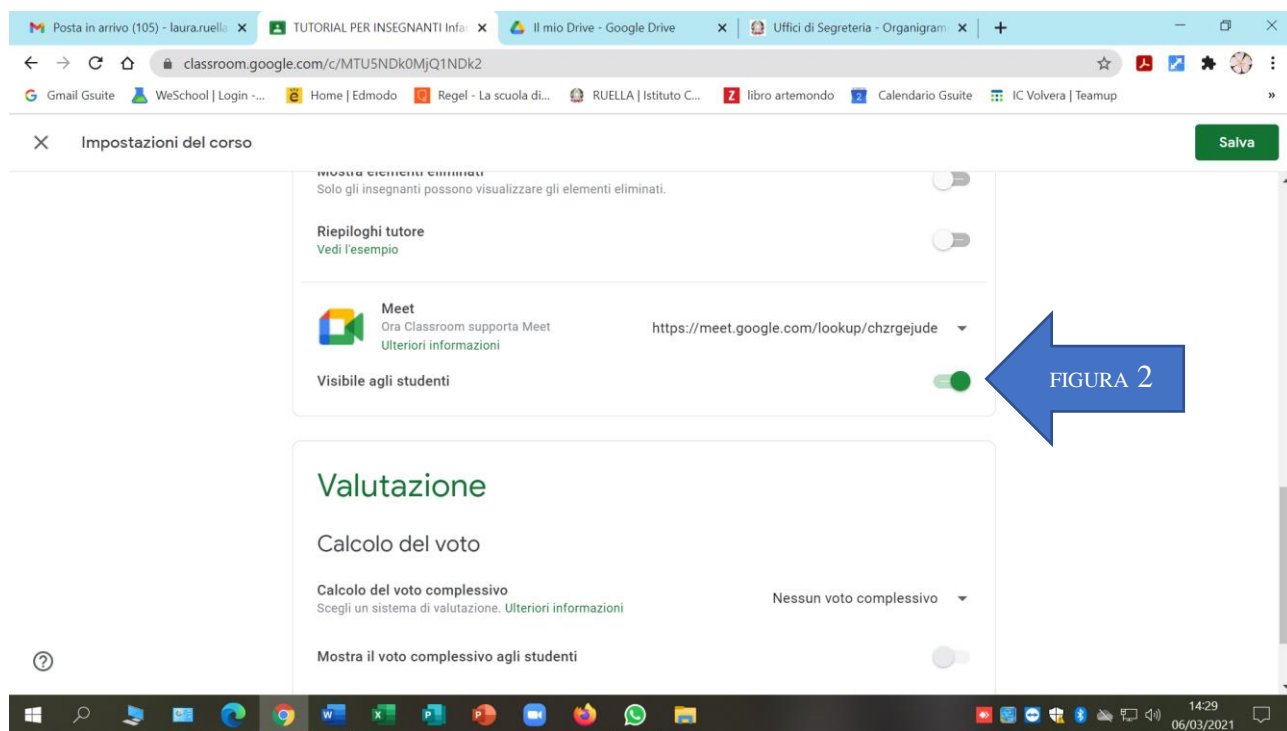 Posta in arrivo (105) - laura.ruella
TUTORIAL PER INSEGNANTI Infa
Il mio Drive - Google Drive
Uffici di Segreteria - Organigram
classroom.google.com/c/MTU5NDk0MjQ1NDk2
Gmail Gsuite
WeSchool | Login -...
Home | Edmodo
Regel - La scuola di...
RUELLA | Istituto C...
libro artemondo
Calendario Gsuite
IC Volvera | Teamup
»
Impostazioni del corso
Salva
Mostra elementi eliminati
Solo gli insegnanti possono visualizzare gli elementi eliminati.
Riepiloghi tutore
Vedi l'esempio
Meet
Ora Classroom supporta Meet
Ulteriori informazioni
https://meet.google.com/lookup/chzrgejude
Visibile agli studenti
FIGURA 2
Valutazione
Calcolo del voto
Calcolo del voto complessivo
Scegli un sistema di valutazione. Ulteriori informazioni
Nessun voto complessivo
Mostra il voto complessivo agli studenti
14:29
06/03/2021